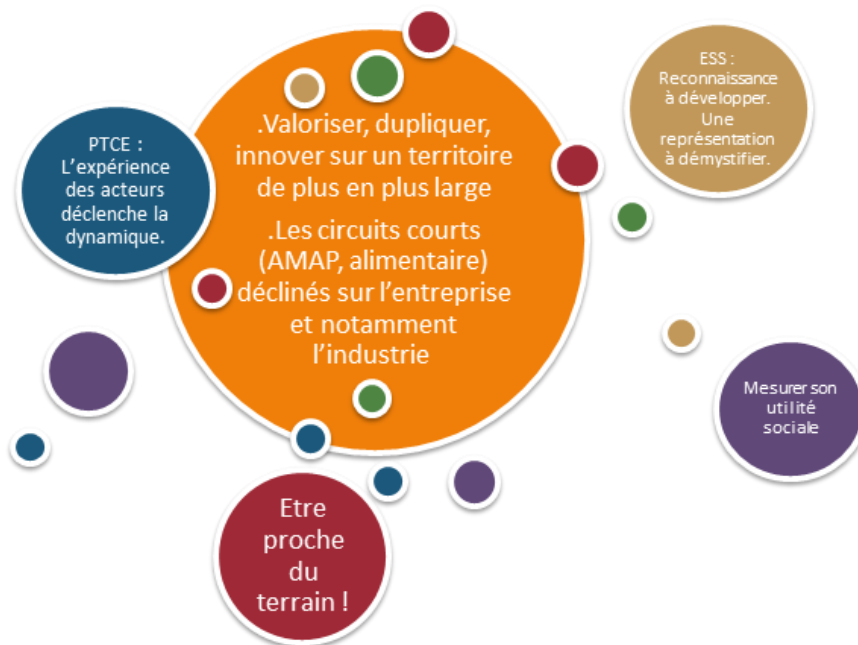 PTCE :
L'expérience
des acteurs
déclenche la
dynamique.
.Valoriser, dupliquer,
innover sur un territoire
de plus en plus large
.Les circuits courts
(AMAP, alimentaire)
déclinés sur l'entreprise
et notamment
l'industrie
ESS :
Reconnaissance
à développer.
Une
représentation
à démystifier.
Mesurer son
utilité
sociale
Etre
proche
du
terrain !